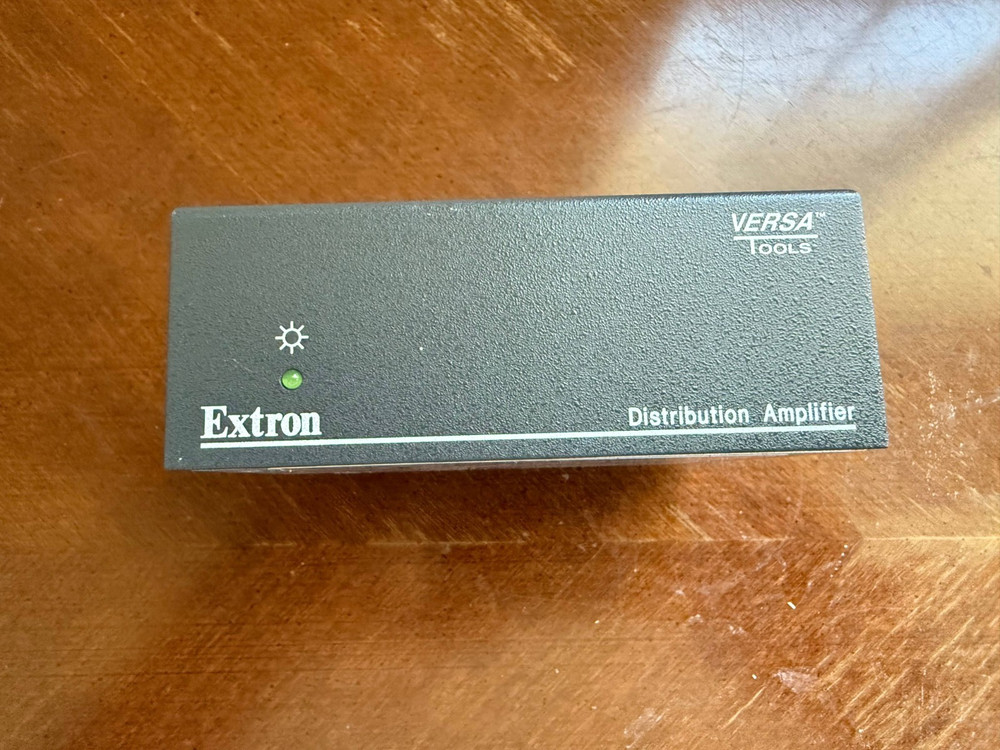 VERSA™
TOOLS
Extron
Distribution Amplifier